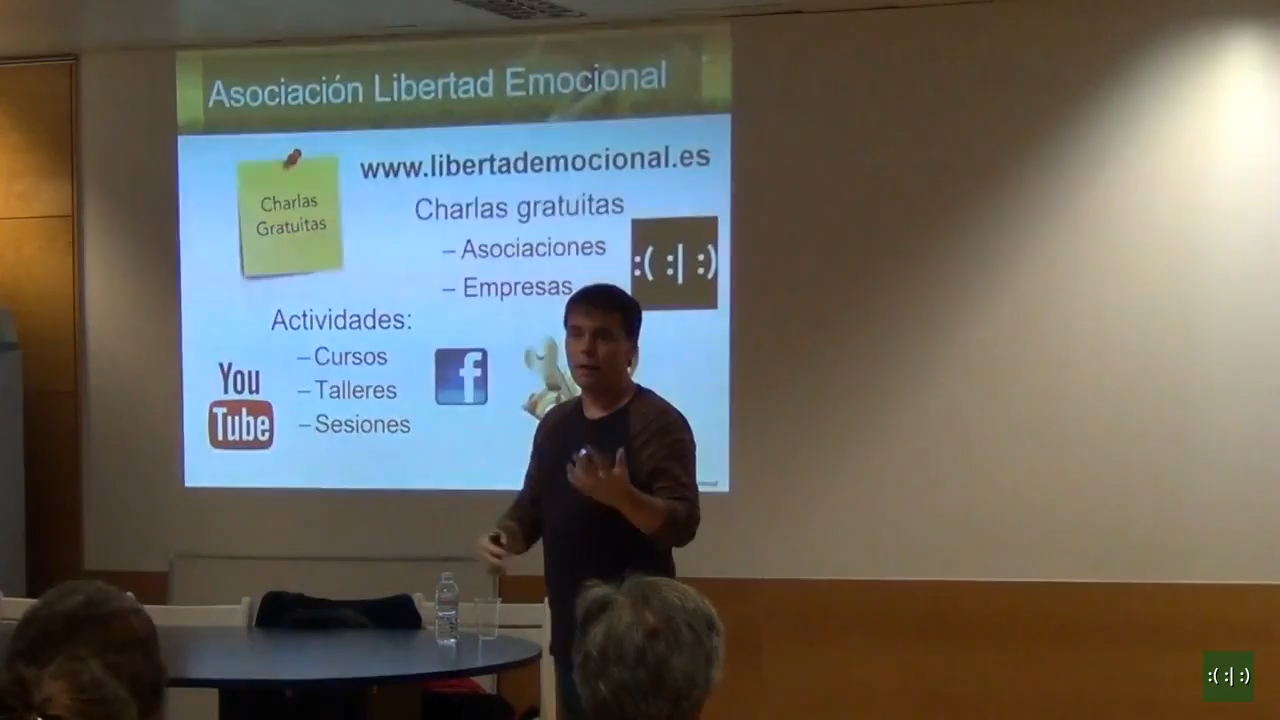 Asociación Libertad Emocional
www.libertademocional.es
Charlas
Gratuitas
Charlas gratuitas
– Asociaciones
– Empresas
:( :| :)
Actividades:
– Cursos
– Talleres
– Sesiones
You
Tube
f
:( :| :)